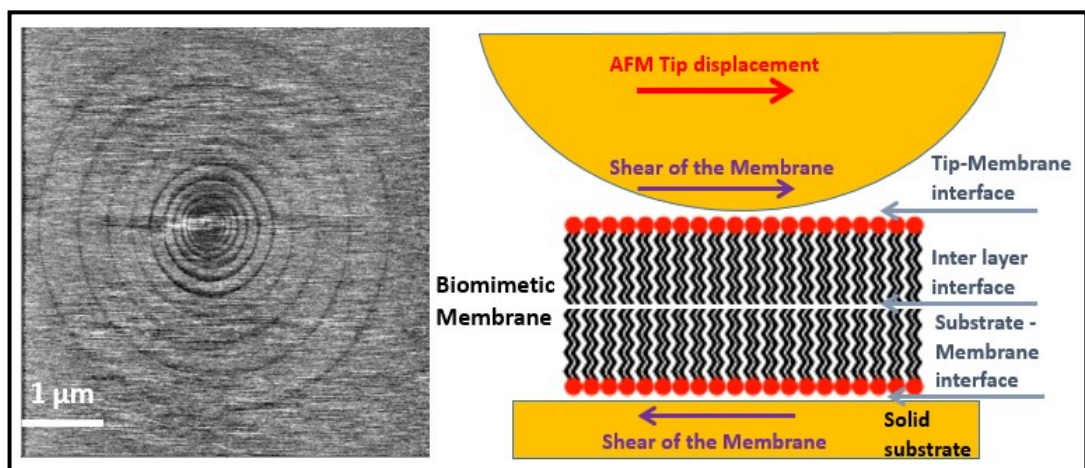 1 µm
AFM Tip displacement
Shear of the Membrane
Tip-Membrane
interface
Biomimetic
Membrane
Inter layer
interface
Substrate -
Membrane
interface
Shear of the Membrane
Solid
substrate